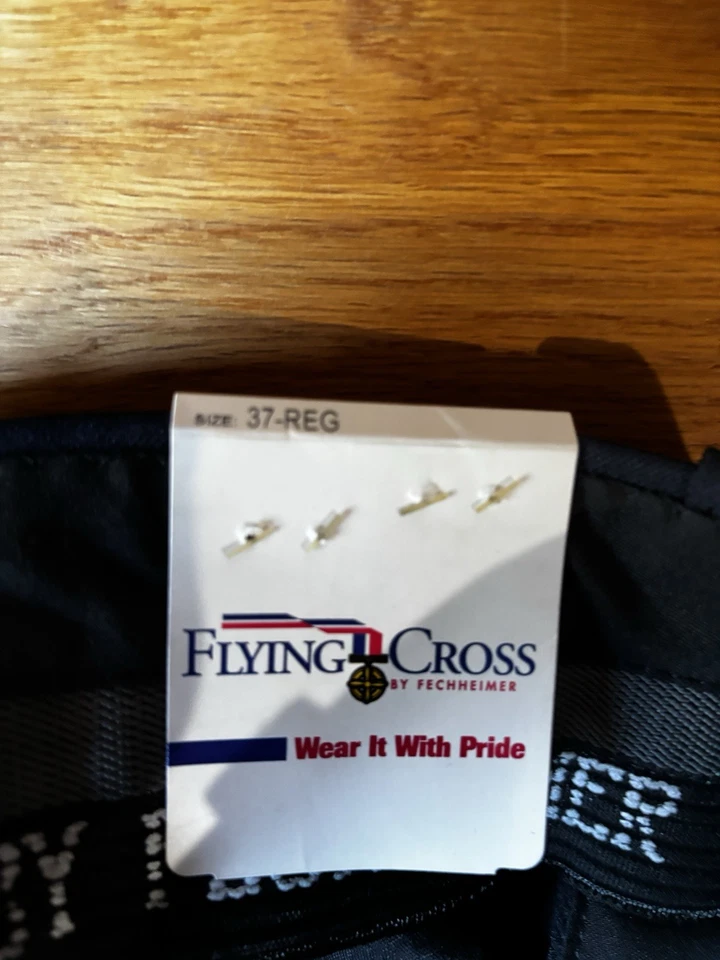 SIZE: 37-REG
FLYING CROSS
BY FECHHEIMER
Wear It With Pride